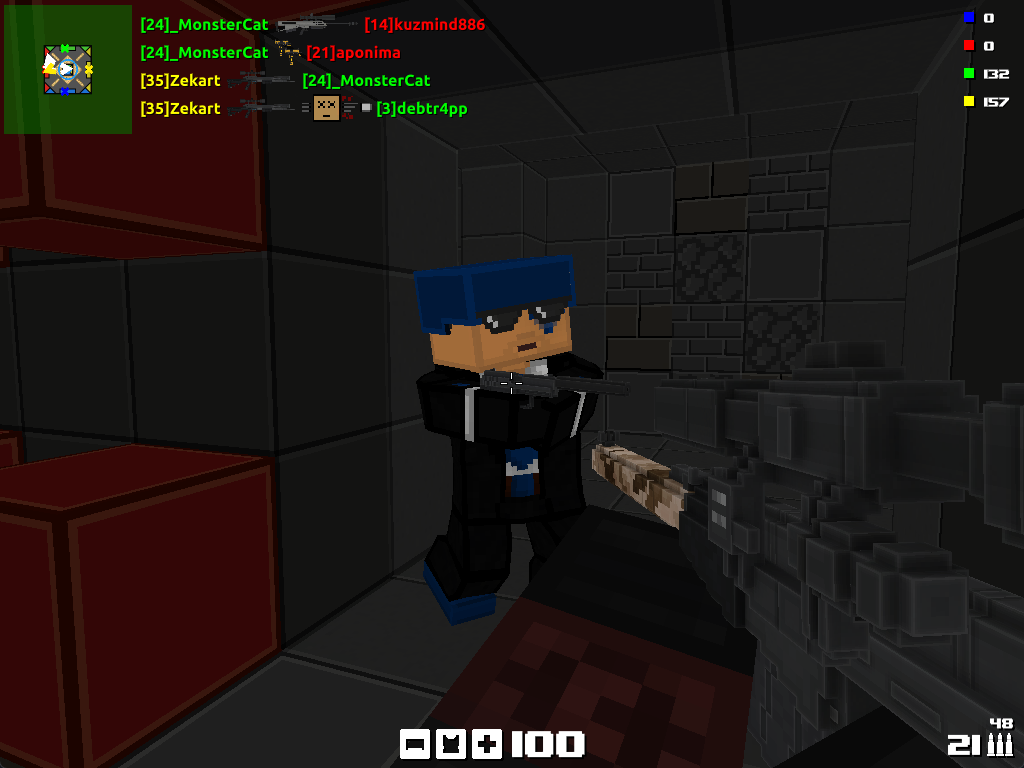 [24]_MonsterCat [14]kuzmind886
[24]_MonsterCat [21]aponima
[35]Zekart [24]_MonsterCat
[35]Zekart [3]debtr4pp
0
0
132
157
100
48
21